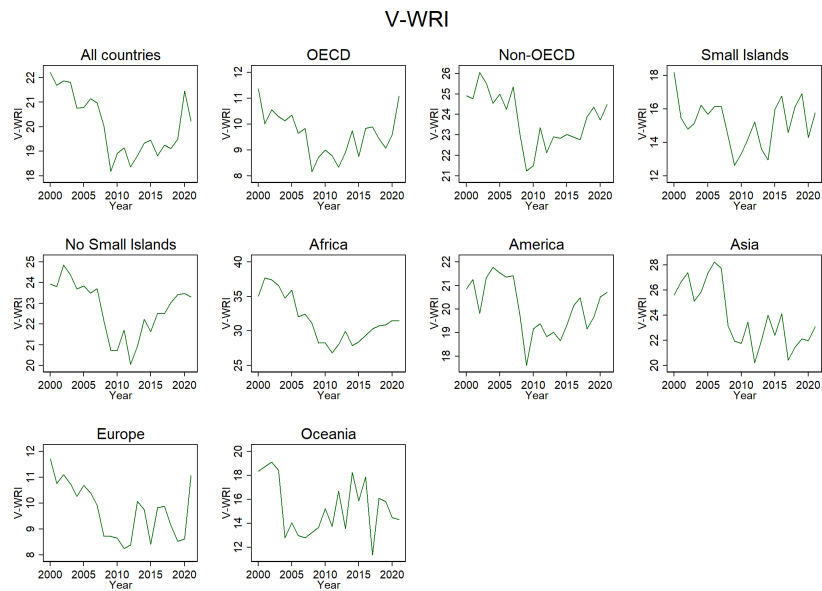 V-WRI
All countries
V-WRI
18 19 20 21 22
2000 2005 2010 2015 2020
Year
OECD
V-WRI
8 9 10 11 12
2000 2005 2010 2015 2020
Year
Non-OECD
V-WRI
21 22 23 24 25 26
2000 2005 2010 2015 2020
Year
Small Islands
V-WRI
12 14 16 18
2000 2005 2010 2015 2020
Year
No Small Islands
V-WRI
20 21 22 23 24 25
2000 2005 2010 2015 2020
Year
Africa
V-WRI
25 30 35 40
2000 2005 2010 2015 2020
Year
America
V-WRI
18 19 20 21 22
2000 2005 2010 2015 2020
Year
Asia
V-WRI
20 22 24 26 28
2000 2005 2010 2015 2020
Year
Europe
V-WRI
8 9 10 11 12
2000 2005 2010 2015 2020
Year
Oceania
V-WRI
12 14 16 18 20
2000 2005 2010 2015 2020
Year